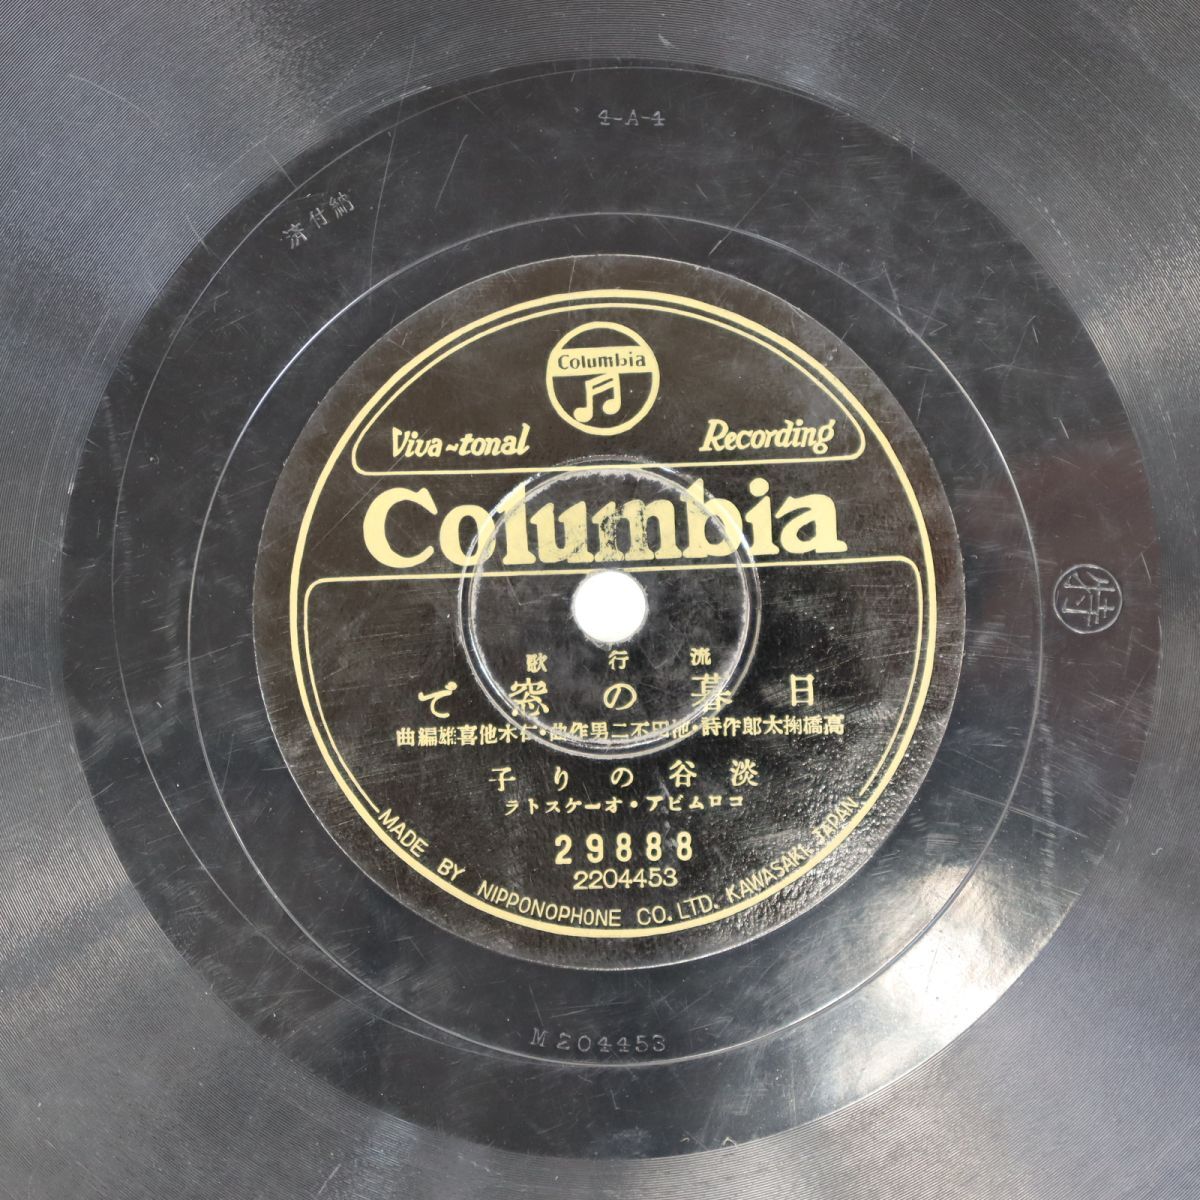 4-A-4
納付済
Columbia
Viva-tonal Recording
Columbia
流行歌
日暮の窓で
高橋掬太郎作詩・池田不二男作曲・仁木他喜雄編曲
淡谷のり子
コロムビア・オーケストラ
29888
2204453
MADE BY NIPPONOPHONE CO. LTD. KAWASAKI, JAPAN
特
M204453